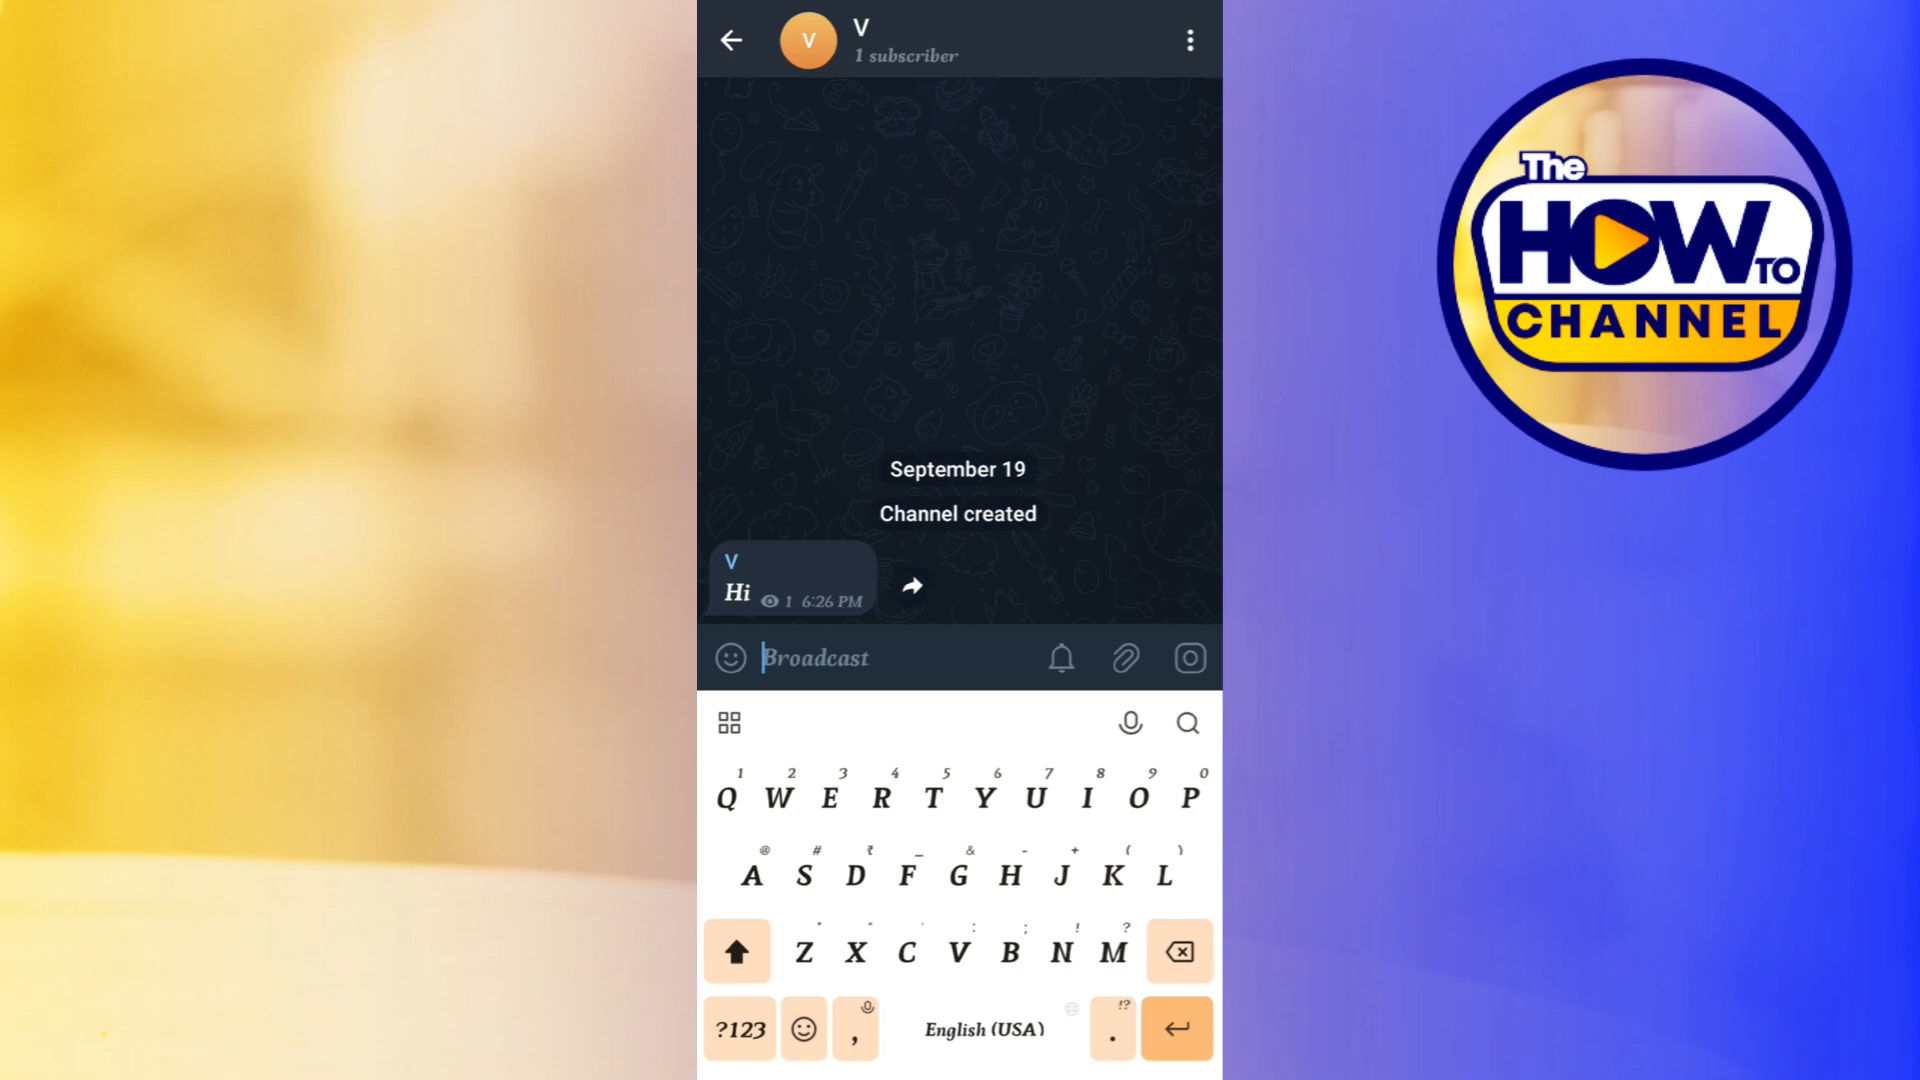 V
V
1 subscriber
The
HOW TO
CHANNEL
September 19
Channel created
V
Hi
1 6:26 PM
Broadcast
1 2 3 4 5 6 7 8 9 0
Q W E R T Y U I O P
@ # ₹ _ & - + ( )
A S D F G H J K L
* " ' : ; ! ?
Z X C V B N M
!?
?123 , English (USA) .